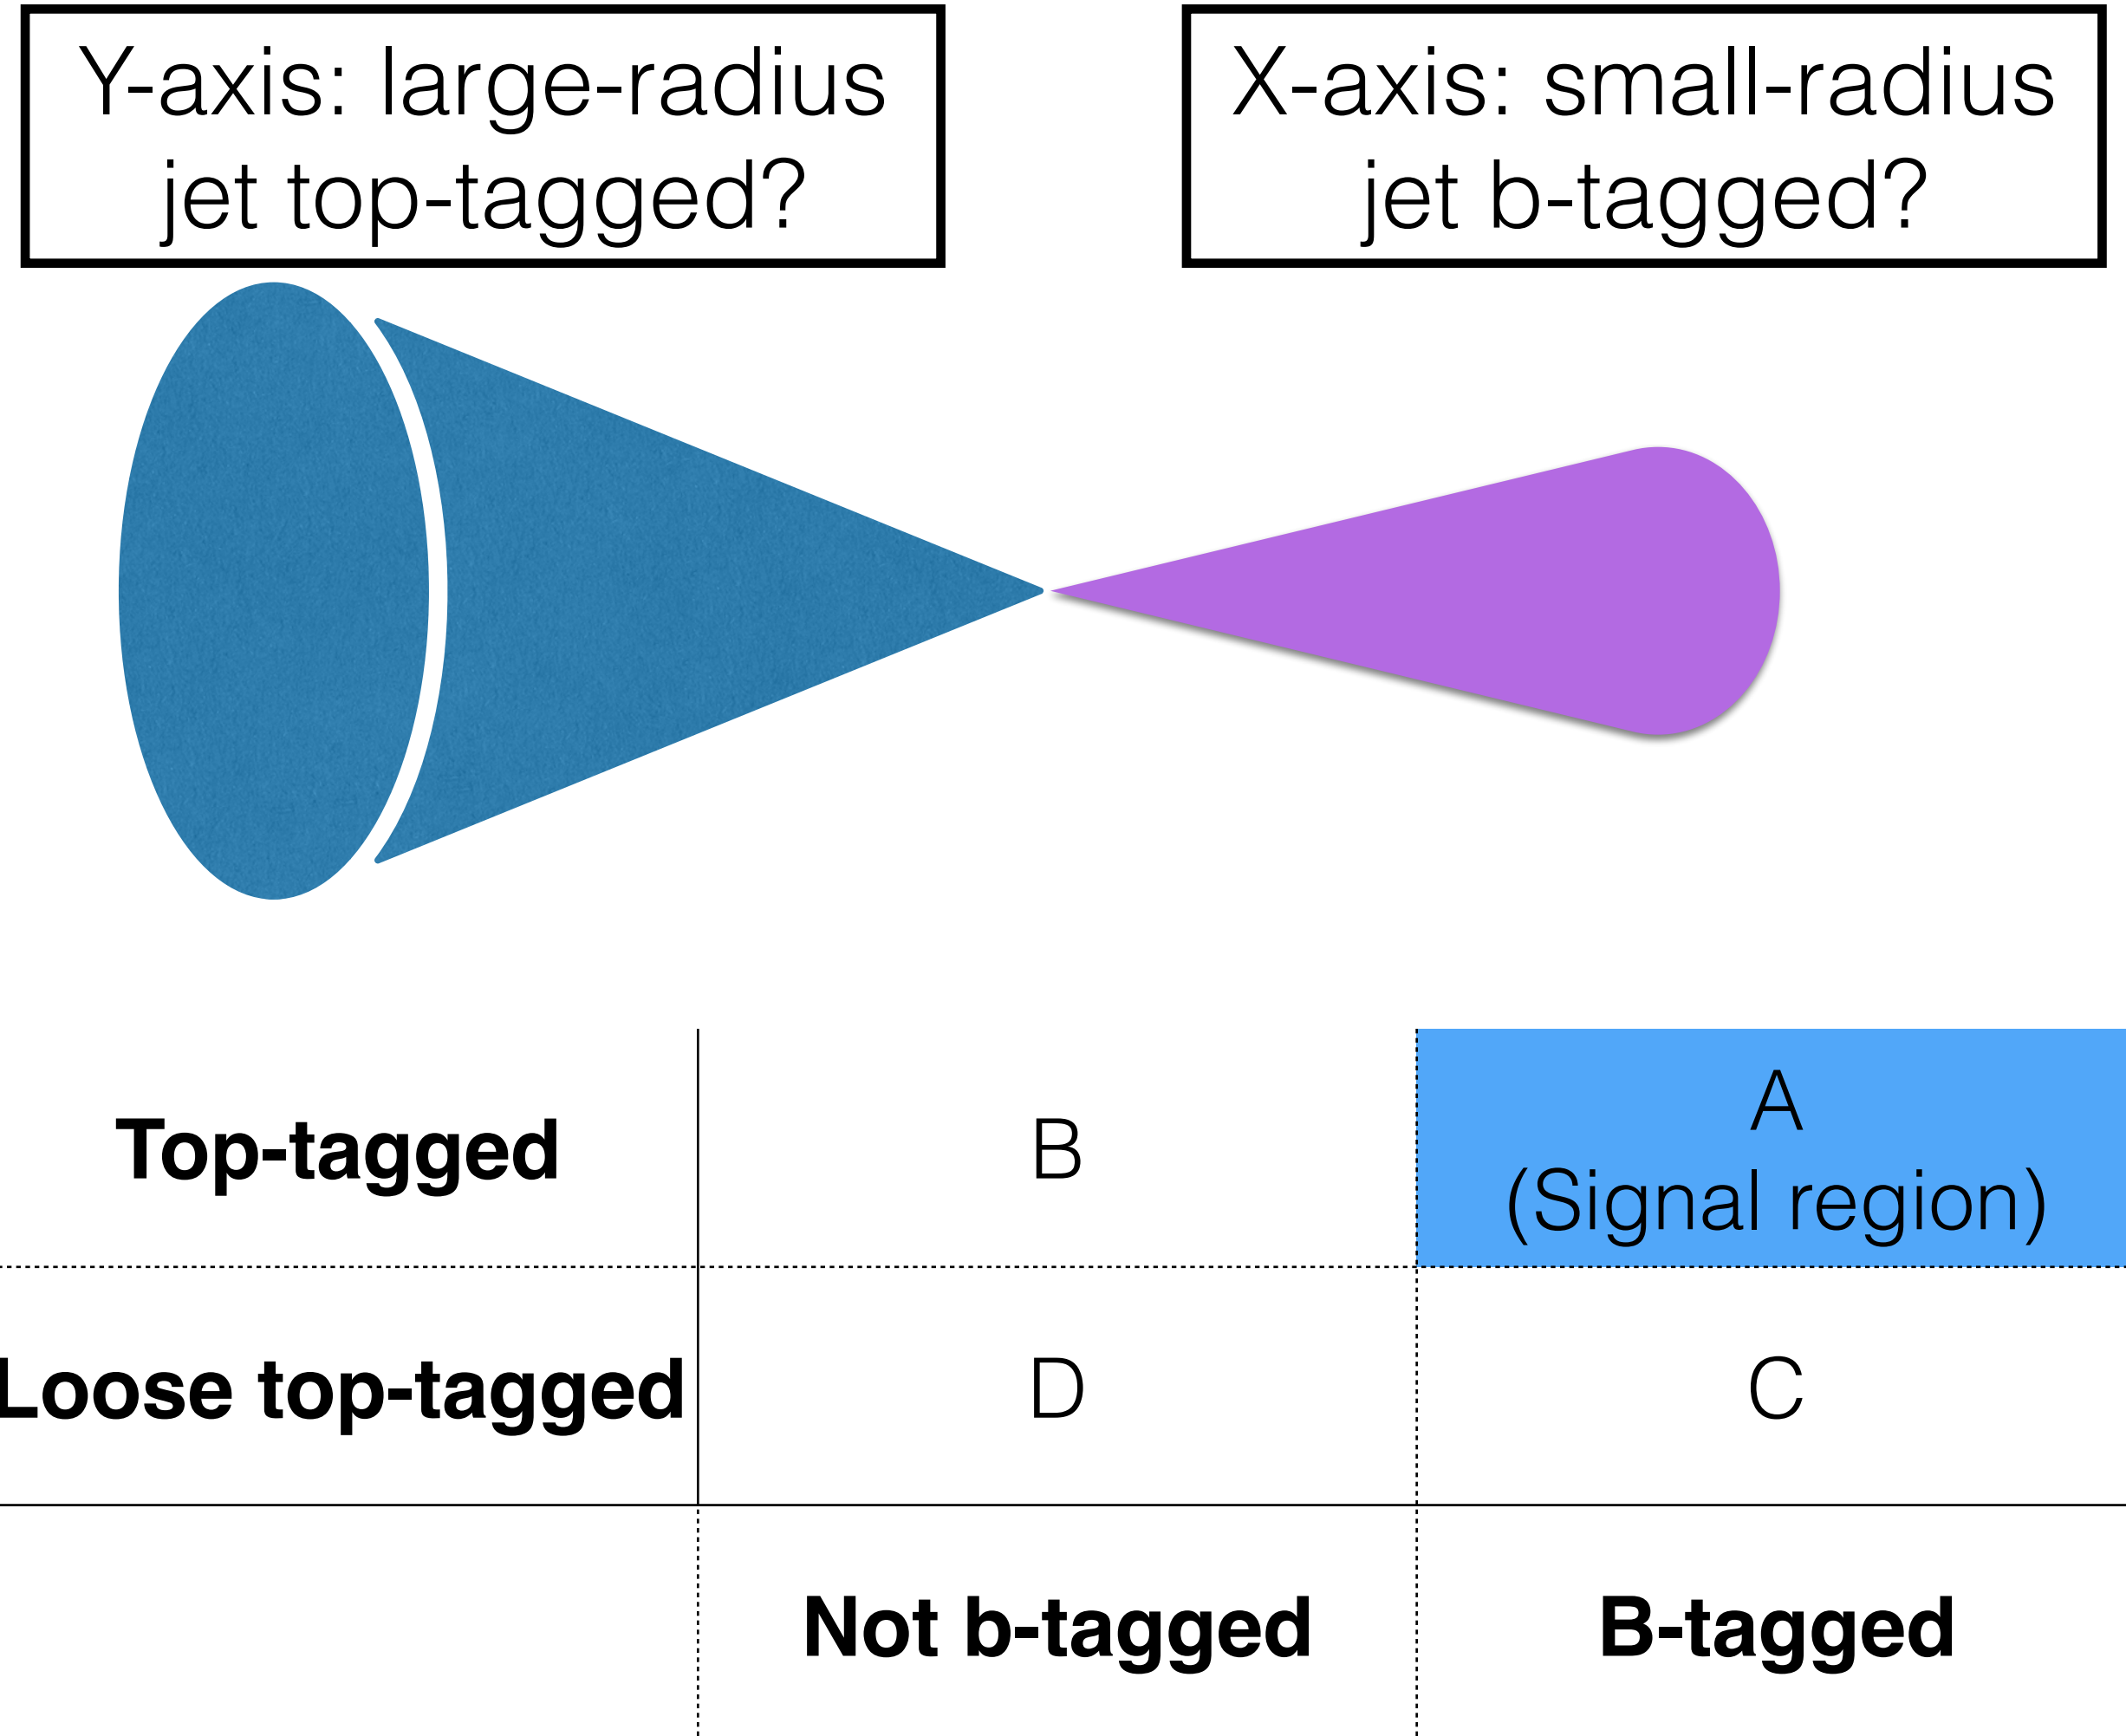 Y-axis: large-radius
jet top-tagged?
X-axis: small-radius
jet b-tagged?
Top-tagged
B
A
(Signal region)
Loose top-tagged
D
C
Not b-tagged
B-tagged